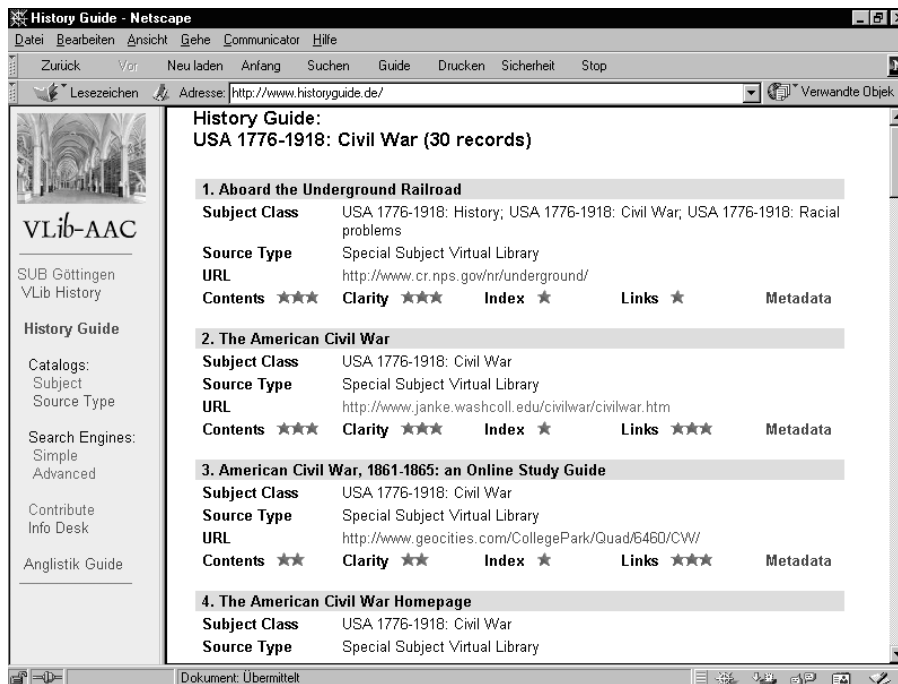 History Guide - Netscape
Datei Bearbeiten Ansicht Gehe Communicator Hilfe
Zurück Vor Neu laden Anfang Suchen Guide Drucken Sicherheit Stop
Lesezeichen Adresse: http://www.historyguide.de/ Verwandte Objek
VLib-AAC
SUB Göttingen
VLib History
History Guide
Catalogs:
Subject
Source Type
Search Engines:
Simple
Advanced
Contribute
Info Desk
Anglistik Guide
History Guide:
USA 1776-1918: Civil War (30 records)
1. Aboard the Underground Railroad
Subject Class USA 1776-1918: History; USA 1776-1918: Civil War; USA 1776-1918: Racial
problems
Source Type Special Subject Virtual Library
URL http://www.cr.nps.gov/nr/underground/
Contents Clarity Index Links Metadata
2. The American Civil War
Subject Class USA 1776-1918: Civil War
Source Type Special Subject Virtual Library
URL http://www.janke.washcoll.edu/civilwar/civilwar.htm
Contents Clarity Index Links Metadata
3. American Civil War, 1861-1865: an Online Study Guide
Subject Class USA 1776-1918: Civil War
Source Type Special Subject Virtual Library
URL http://www.geocities.com/CollegePark/Quad/6460/CW/
Contents Clarity Index Links Metadata
4. The American Civil War Homepage
Subject Class USA 1776-1918: Civil War
Source Type Special Subject Virtual Library
Dokument: Übermittelt